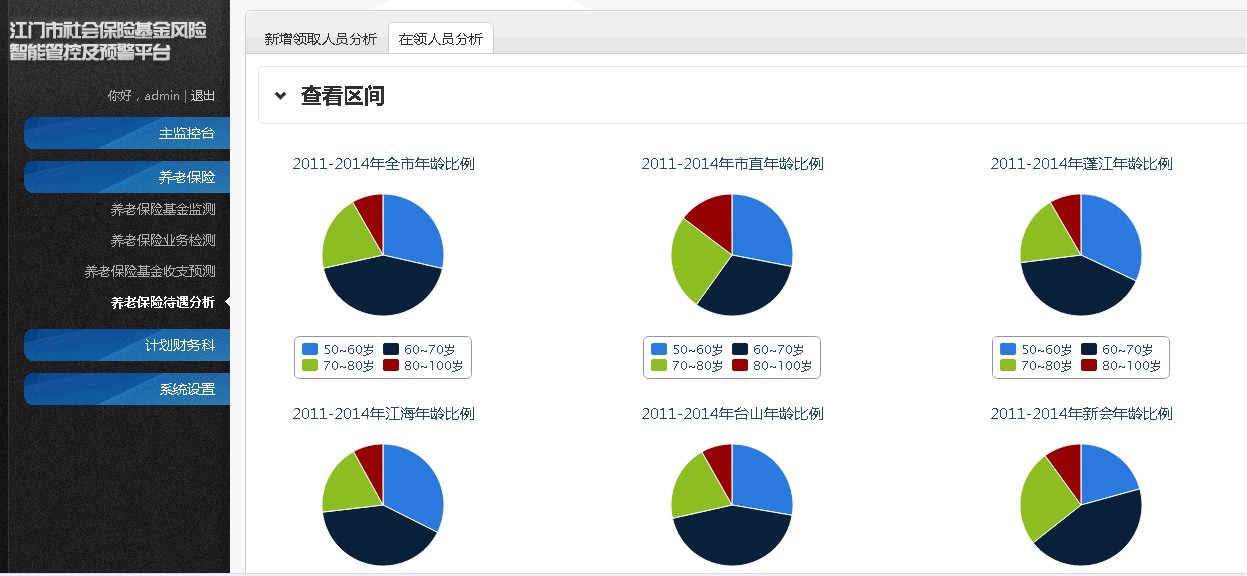 江门市社会保险基金风险
智能管控及预警平台
你好，admin | 退出
主监控台
养老保险
养老保险基金监测
养老保险业务检测
养老保险基金收支预测
养老保险待遇分析
计划财务科
系统设置
新增领取人员分析
在领人员分析
查看区间
2011-2014年全市年龄比例
50~60岁 60~70岁
70~80岁 80~100岁
2011-2014年市直年龄比例
50~60岁 60~70岁
70~80岁 80~100岁
2011-2014年蓬江年龄比例
50~60岁 60~70岁
70~80岁 80~100岁
2011-2014年江海年龄比例
2011-2014年台山年龄比例
2011-2014年新会年龄比例